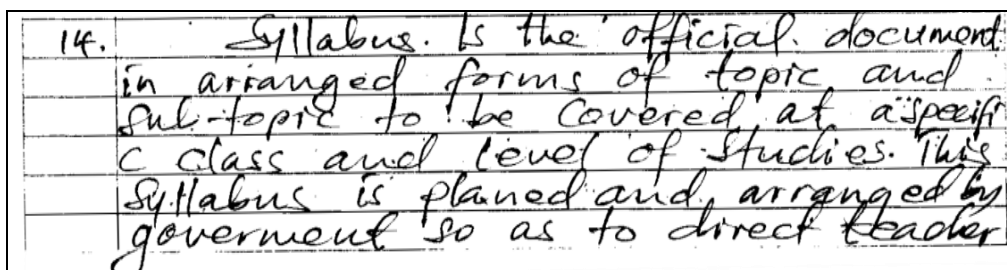 14. Syllabus. Is the official. document
in arranged forms of topic and
Sub-topic to be Covered at a specifi
c class and level of studies. This
syllabus is planed and arranged by
goverment so as to direct teacher